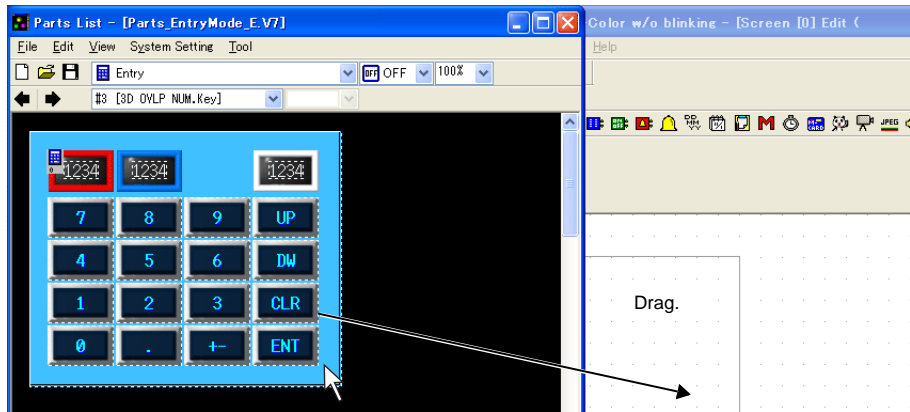 Parts List - [Parts_EntryMode_E.V7]
Color w/o blinking - [Screen [0] Edit (
File Edit View System Setting Tool
Help
Entry
OFF OFF
100%
#3 [3D OVLP NUM.Key]
1234 1234 1234
7 8 9 UP
4 5 6 DW
1 2 3 CLR
0 . +- ENT
Drag.
M
JPEG